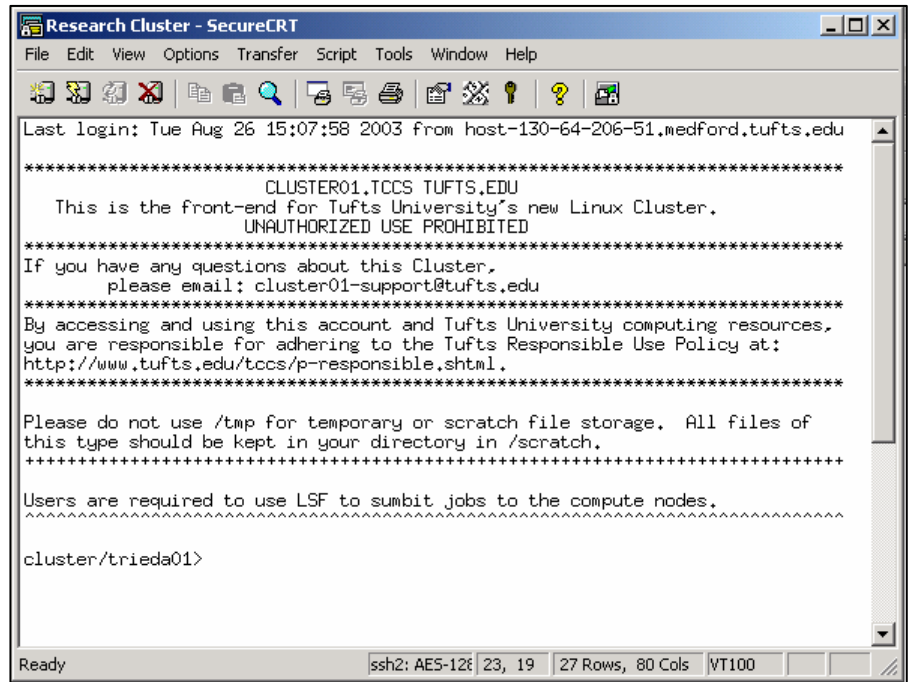 Research Cluster - SecureCRT
File Edit View Options Transfer Script Tools Window Help
Last login: Tue Aug 26 15:07:58 2003 from host-130-64-206-51.medford.tufts.edu
******************************************************************************
CLUSTER01.TCCS TUFTS.EDU
This is the front-end for Tufts University's new Linux Cluster.
UNAUTHORIZED USE PROHIBITED
******************************************************************************
If you have any questions about this Cluster,
please email: cluster01-support@tufts.edu
******************************************************************************
By accessing and using this account and Tufts University computing resources,
you are responsible for adhering to the Tufts Responsible Use Policy at:
http://www.tufts.edu/tccs/p-responsible.shtml.
******************************************************************************
Please do not use /tmp for temporary or scratch file storage. All files of
this type should be kept in your directory in /scratch.
++++++++++++++++++++++++++++++++++++++++++++++++++++++++++++++++++++++++++++++
Users are required to use LSF to sumbit jobs to the compute nodes.
^^^^^^^^^^^^^^^^^^^^^^^^^^^^^^^^^^^^^^^^^^^^^^^^^^^^^^^^^^^^^^^^^^^^^^^^^^^^^^
cluster/trieda01>
Ready ssh2: AES-128 23, 19 27 Rows, 80 Cols VT100